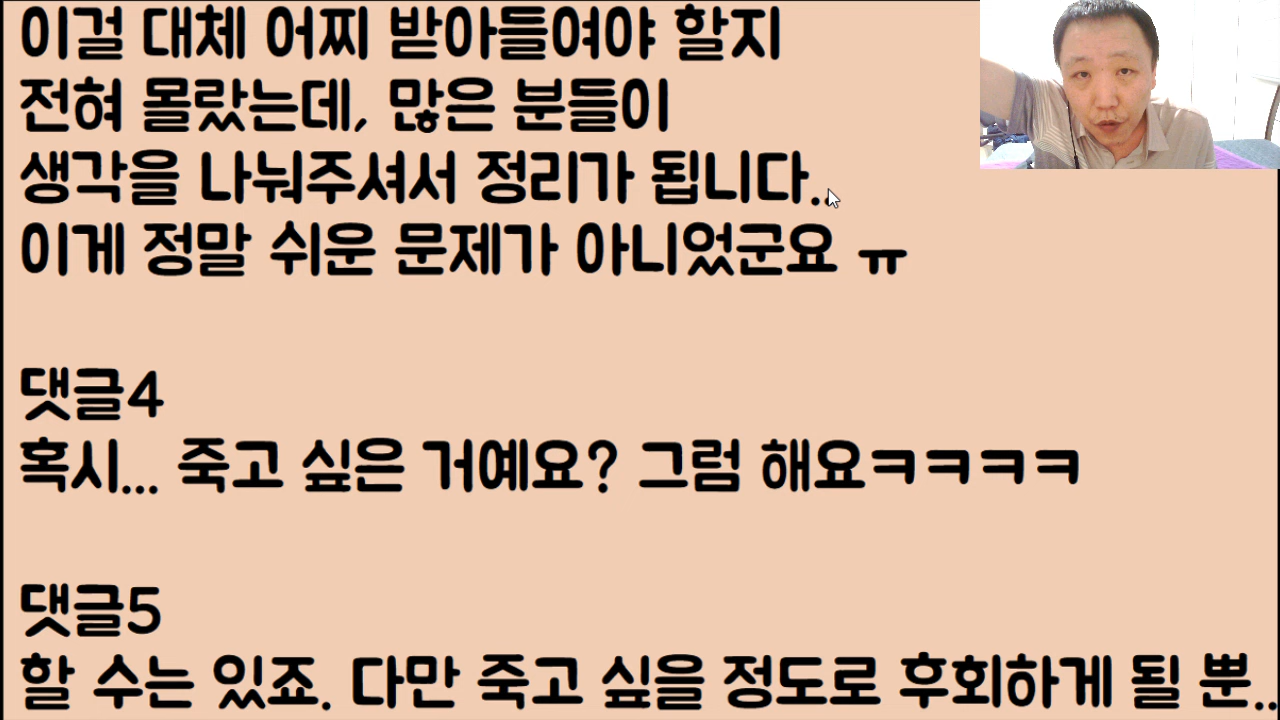 이걸 대체 어찌 받아들여야 할지
전혀 몰랐는데, 많은 분들이
생각을 나눠주셔서 정리가 됩니다..
이게 정말 쉬운 문제가 아니었군요 ㅠ
댓글4
혹시... 죽고 싶은 거예요? 그럼 해요ㅋㅋㅋㅋ
댓글5
할 수는 있죠. 다만 죽고 싶을 정도로 후회하게 될 뿐..